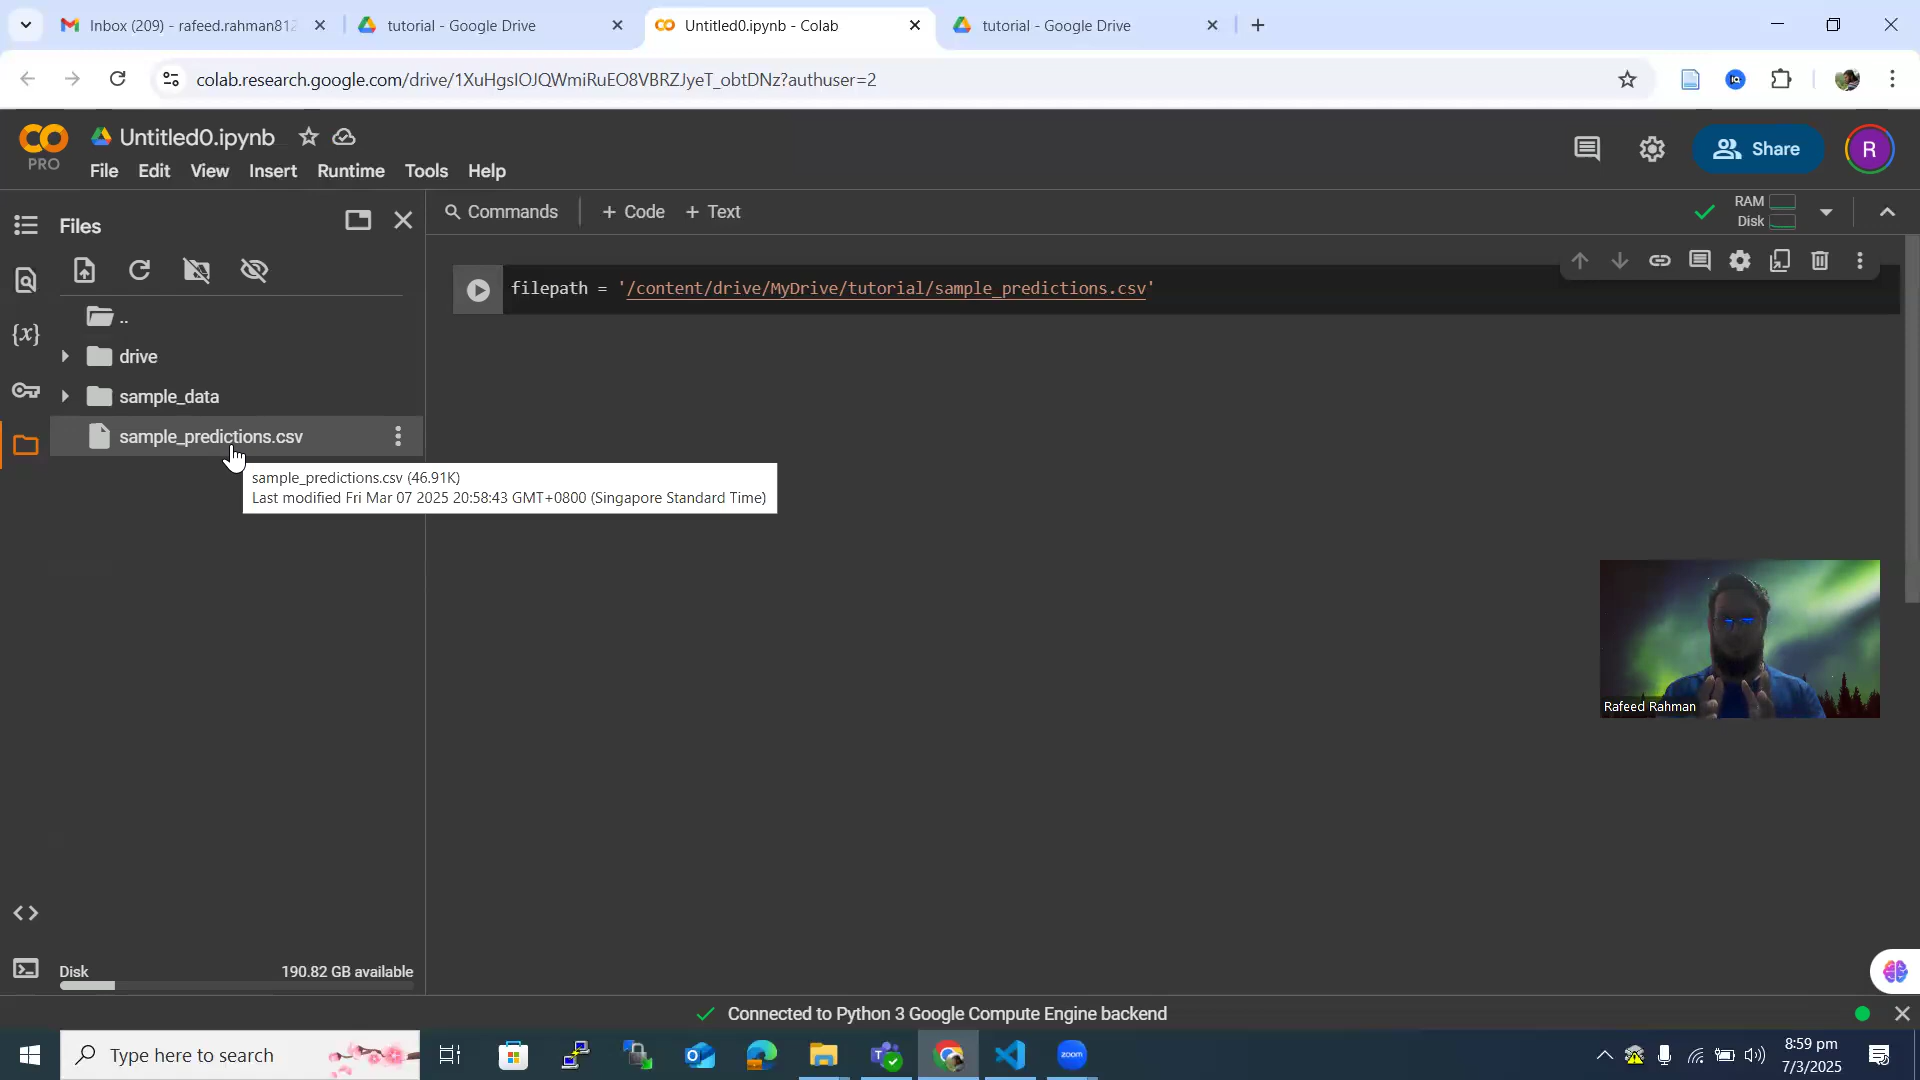 Inbox (209) - rafeed.rahman812
tutorial - Google Drive
Untitled0.ipynb - Colab
tutorial - Google Drive
colab.research.google.com/drive/1XuHgsIOJQWmiRuEO8VBRZJyeT_obtDNz?authuser=2
PRO
Untitled0.ipynb
File Edit View Insert Runtime Tools Help
Share
R
Files
Commands
+ Code + Text
RAM
Disk
..
drive
sample_data
sample_predictions.csv
sample_predictions.csv (46.91K)
Last modified Fri Mar 07 2025 20:58:43 GMT+0800 (Singapore Standard Time)
filepath = '/content/drive/MyDrive/tutorial/sample_predictions.csv'
Rafeed Rahman
Disk 190.82 GB available
Connected to Python 3 Google Compute Engine backend
Type here to search
zoom
8:59 pm
7/3/2025